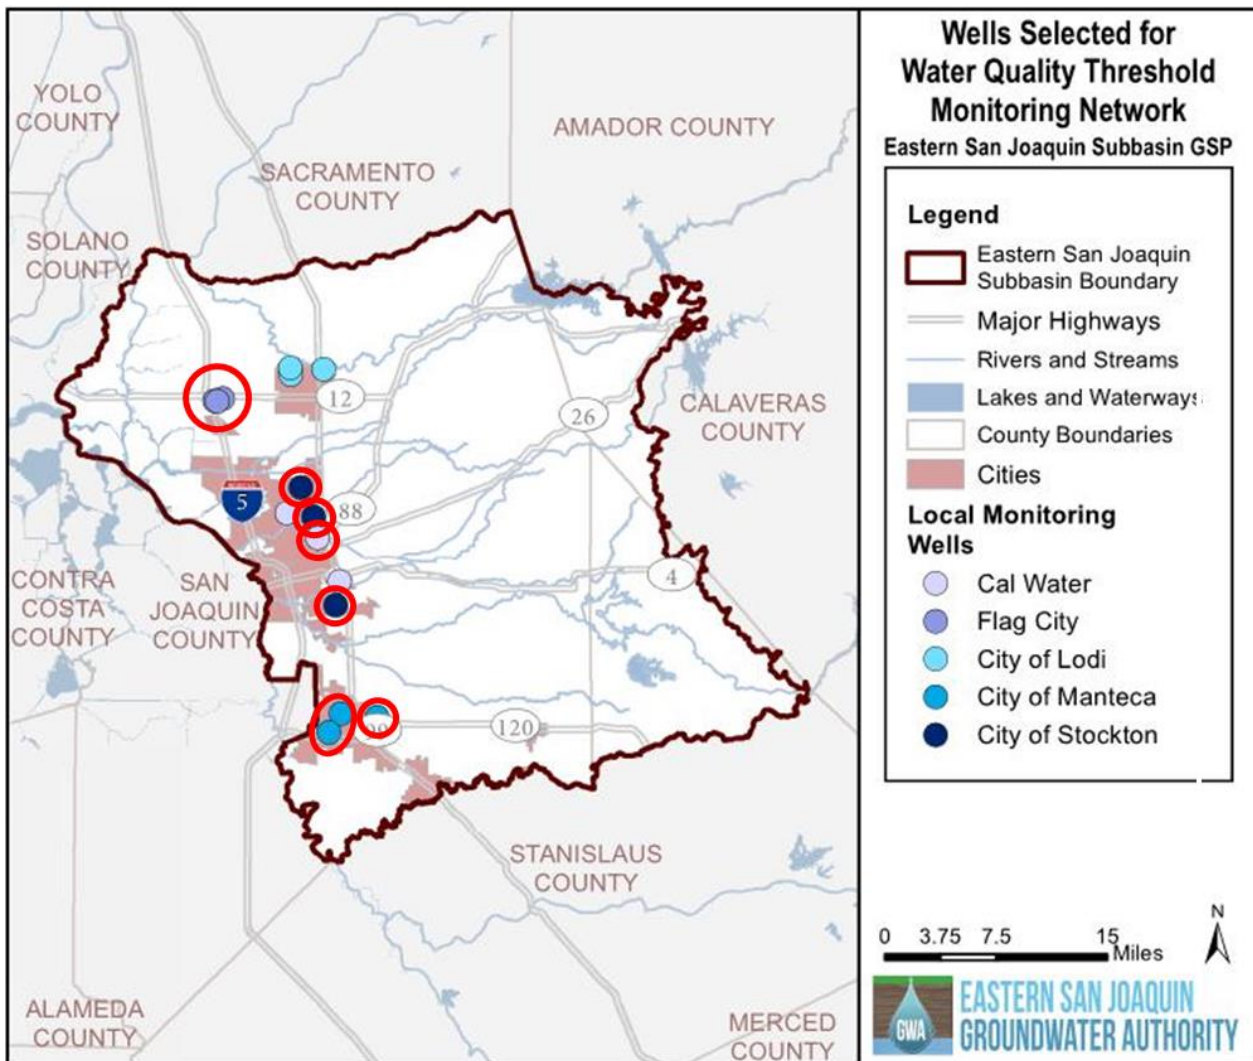 YOLO
COUNTY
AMADOR COUNTY
SACRAMENTO
COUNTY
SOLANO
COUNTY
12
26
CALAVERAS
COUNTY
5
88
4
CONTRA
COSTA
COUNTY
SAN
JOAQUIN
COUNTY
120
STANISLAUS
COUNTY
ALAMEDA
COUNTY
MERCED
COUNTY
Wells Selected for
Water Quality Threshold
Monitoring Network
Eastern San Joaquin Subbasin GSP
Legend
Eastern San Joaquin
Subbasin Boundary
Major Highways
Rivers and Streams
Lakes and Waterways
County Boundaries
Cities
Local Monitoring
Wells
Cal Water
Flag City
City of Lodi
City of Manteca
City of Stockton
N
0 3.75 7.5 15
Miles
GWA
EASTERN SAN JOAQUIN
GROUNDWATER AUTHORITY